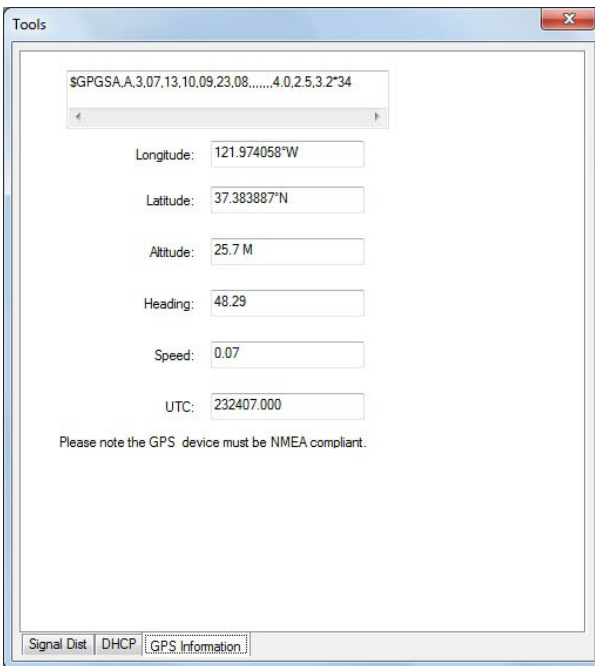 Tools
$GPGSA,A,3,07,13,10,09,23,08,,,,,,,4.0,2.5,3.2*34
Longitude: 121.974058°W
Latitude: 37.383887°N
Altitude: 25.7 M
Heading: 48.29
Speed: 0.07
UTC: 232407.000
Please note the GPS device must be NMEA compliant.
Signal Dist DHCP GPS Information